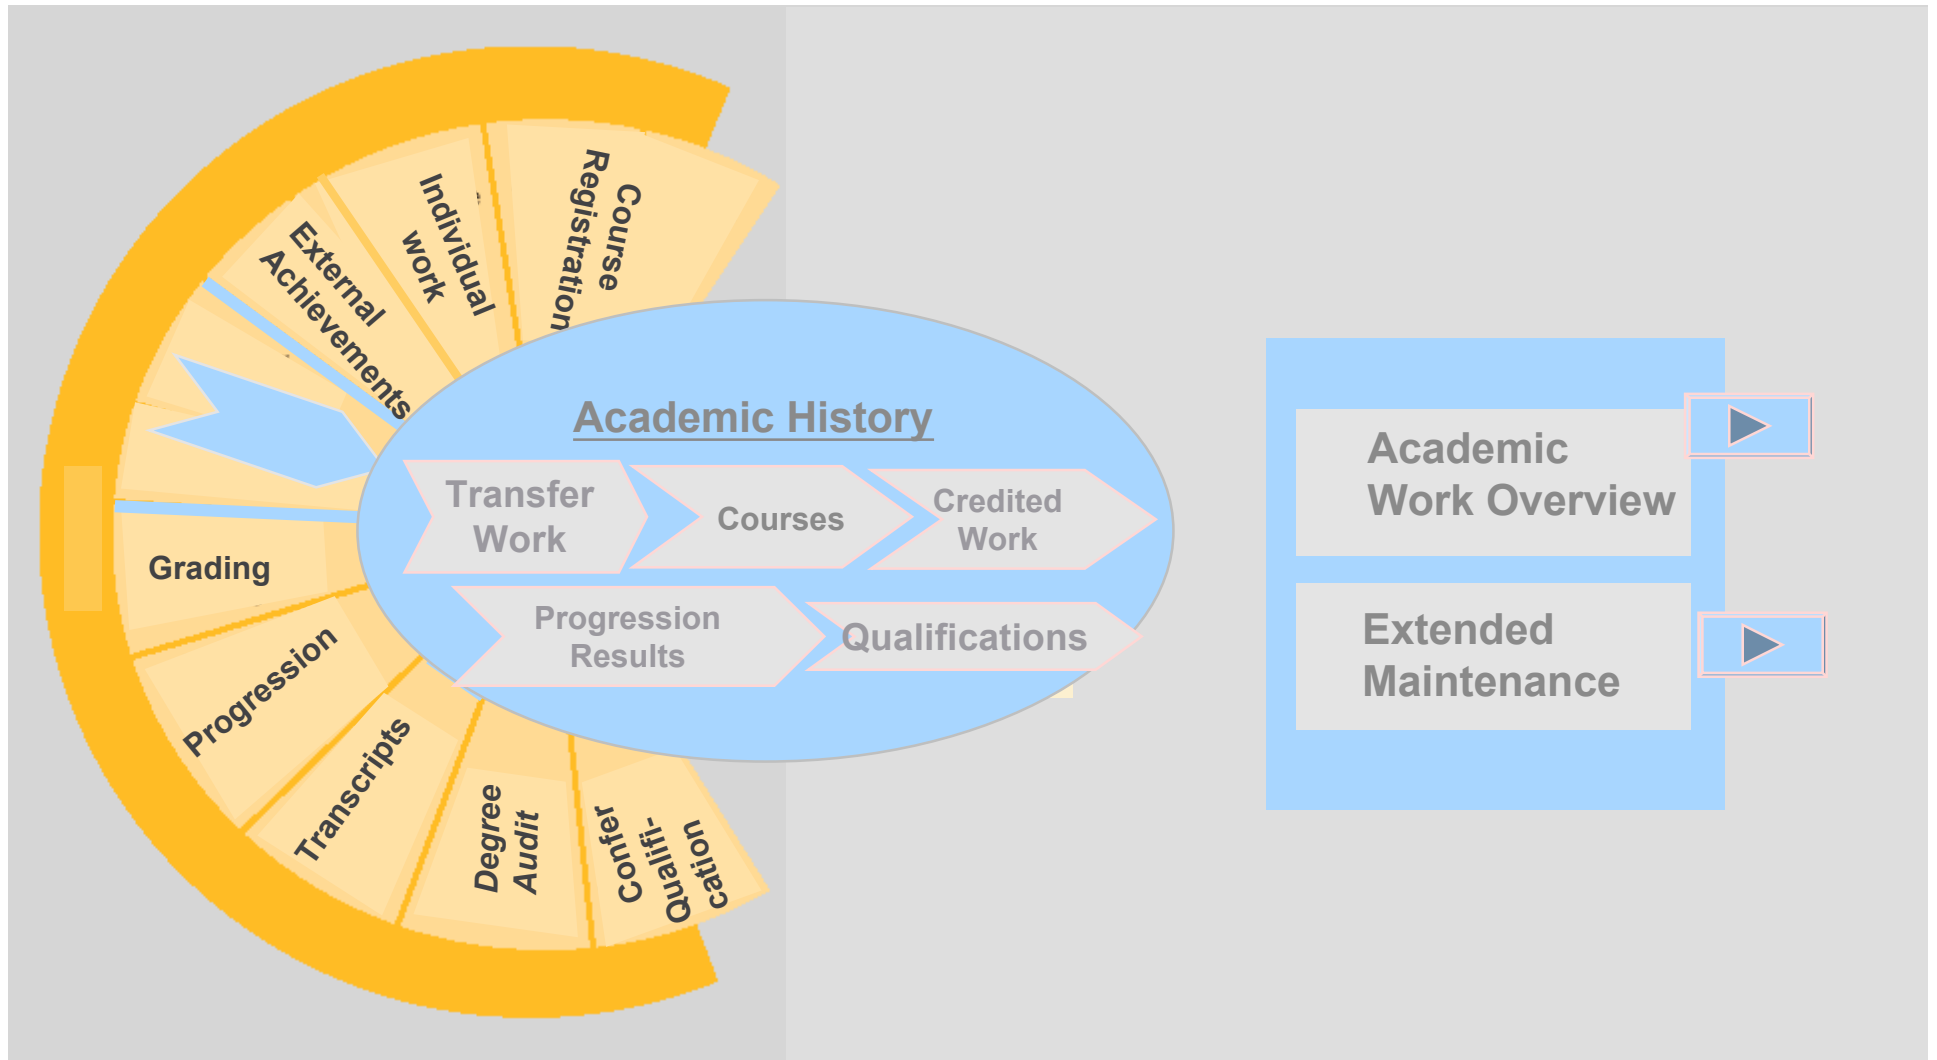 Course
Registration
Individual
work
External
Achievements
Grading
Progression
Transcripts
Degree
Audit
Confer
Qualifi-
cation
Academic History
Transfer
Work
Courses
Credited
Work
Progression
Results
Qualifications
Academic
Work Overview
Extended
Maintenance